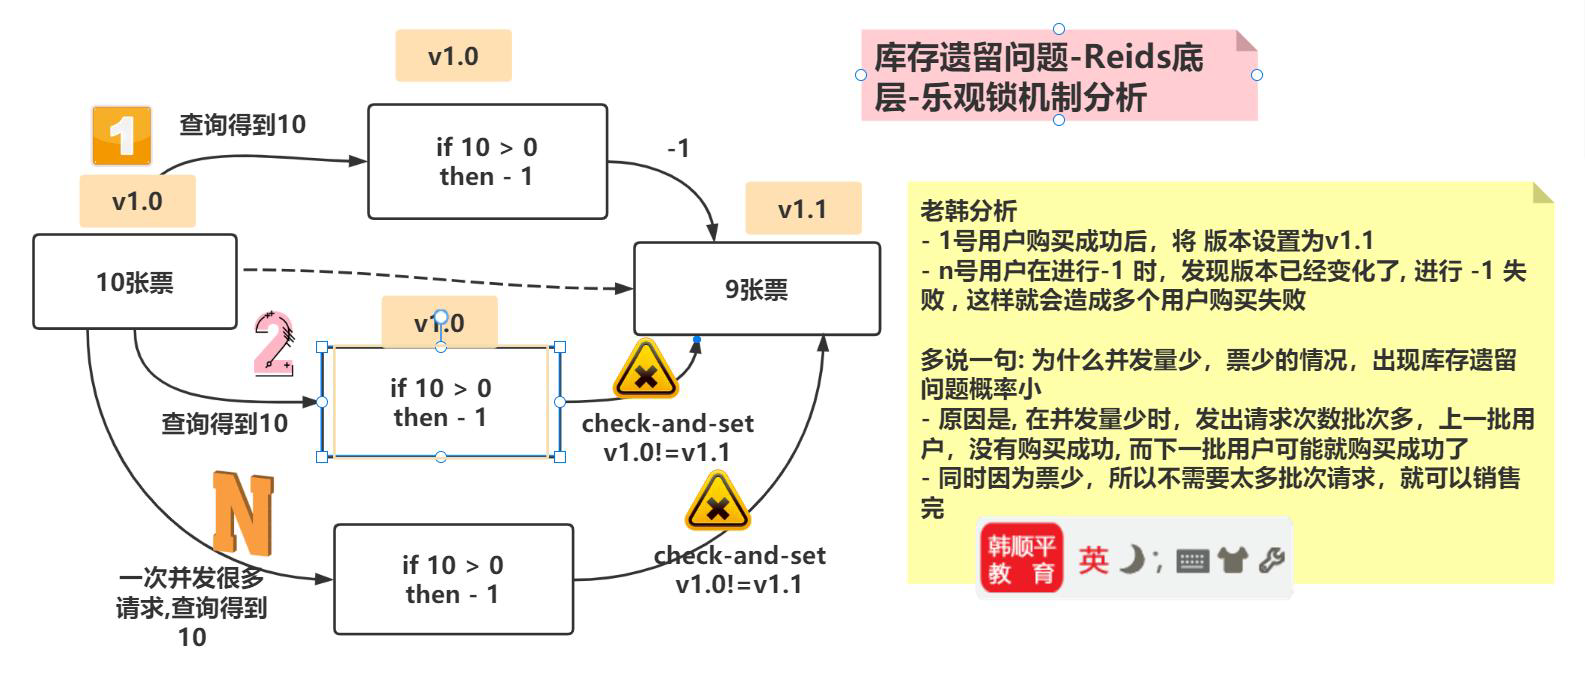 v1.0
库存遗留问题-Reids底
层-乐观锁机制分析
1
查询得到10
if 10 > 0
then - 1
-1
v1.0
v1.1
10张票
9张票
2
v1.0
if 10 > 0
then - 1
查询得到10
check-and-set
v1.0!=v1.1
N
一次并发很多
请求,查询得到
10
if 10 > 0
then - 1
check-and-set
v1.0!=v1.1
老韩分析
- 1号用户购买成功后，将 版本设置为v1.1
- n号用户在进行-1 时，发现版本已经变化了, 进行 -1 失
败 , 这样就会造成多个用户购买失败
多说一句: 为什么并发量少，票少的情况，出现库存遗留
问题概率小
- 原因是, 在并发量少时，发出请求次数批次多，上一批用
户，没有购买成功, 而下一批用户可能就购买成功了
- 同时因为票少，所以不需要太多批次请求，就可以销售
完
韩顺平
教 育
英
;